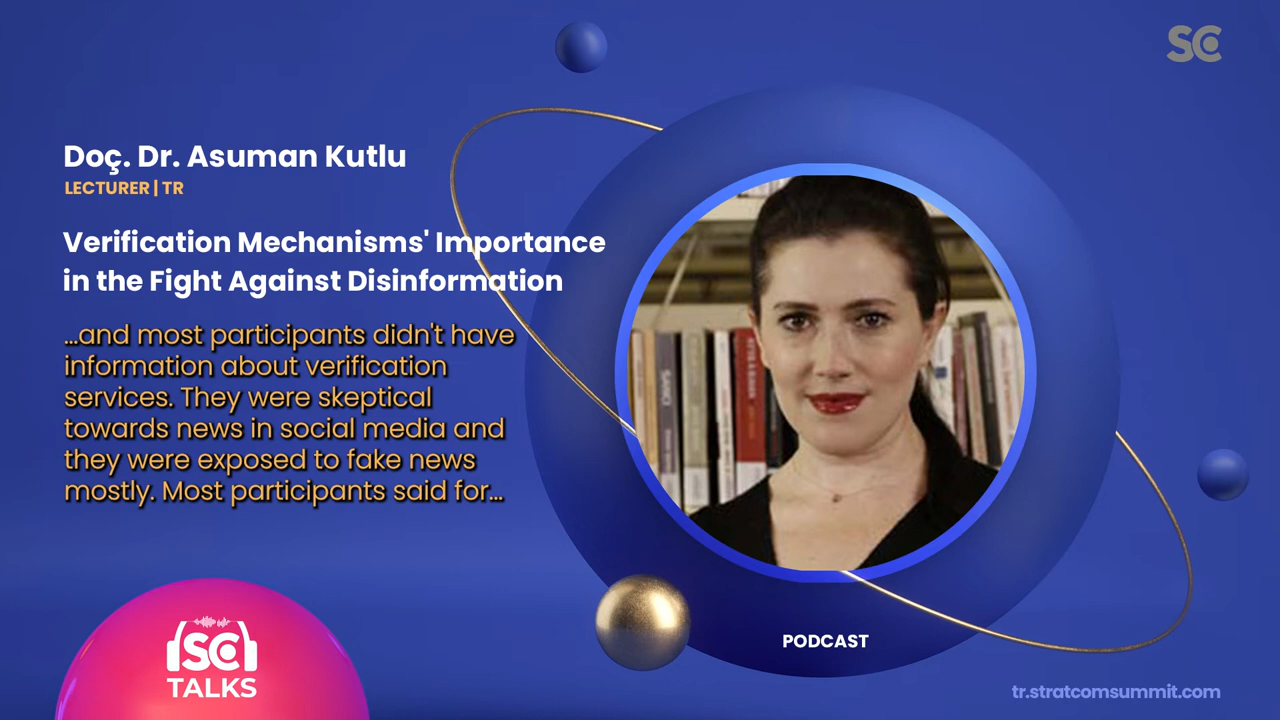 SC
Doç. Dr. Asuman Kutlu
LECTURER | TR
Verification Mechanisms' Importance
in the Fight Against Disinformation
...and most participants didn't have
information about verification
services. They were skeptical
towards news in social media and
they were exposed to fake news
mostly. Most participants said for...
SC
TALKS
PODCAST
tr.stratcomsummit.com